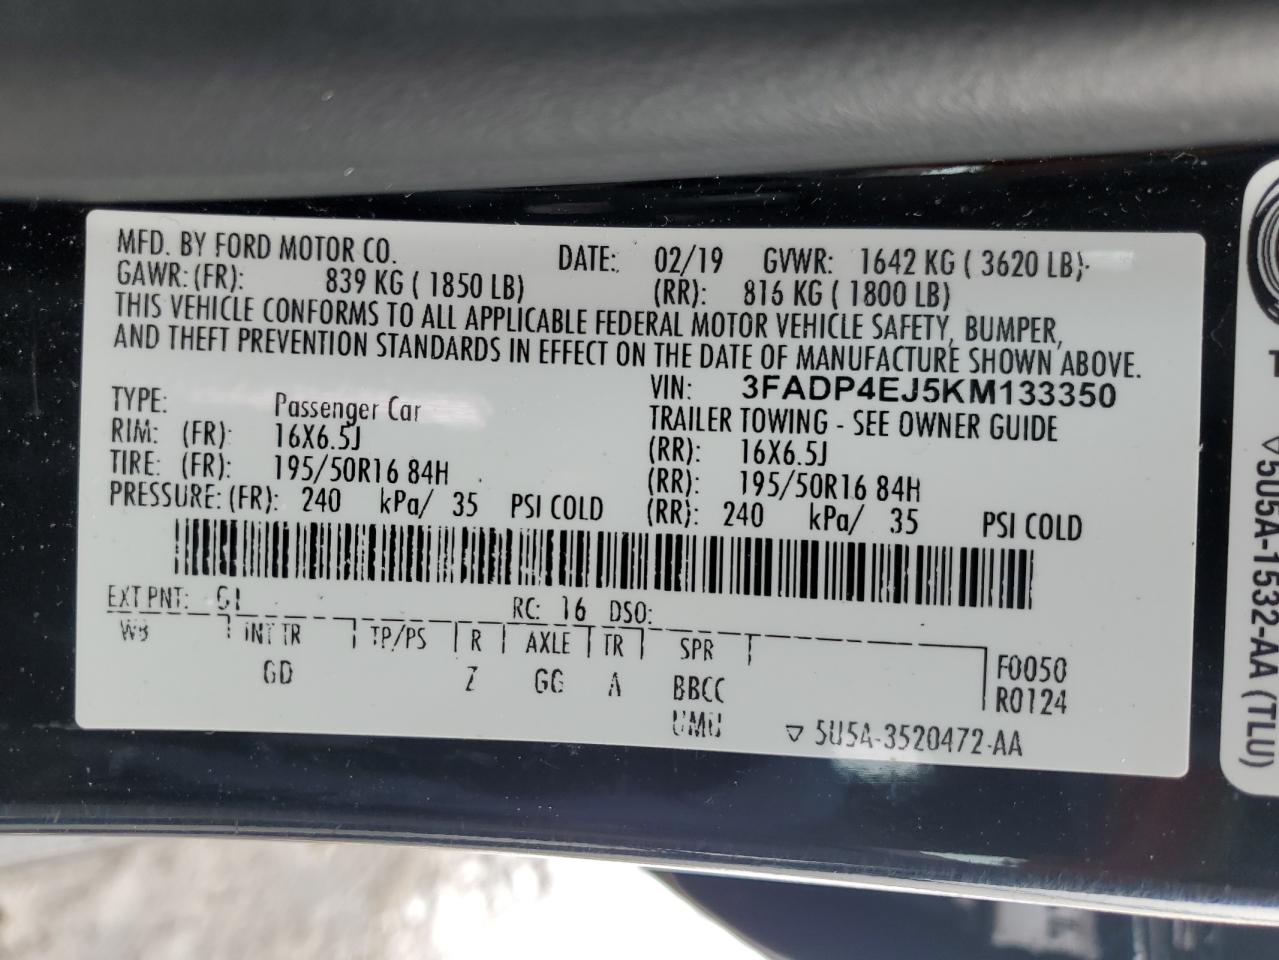 MFD. BY FORD MOTOR CO. DATE: 02/19 GVWR: 1642 KG ( 3620 LB)
GAWR: (FR): 839 KG ( 1850 LB) (RR): 816 KG ( 1800 LB)
THIS VEHICLE CONFORMS TO ALL APPLICABLE FEDERAL MOTOR VEHICLE SAFETY, BUMPER,
AND THEFT PREVENTION STANDARDS IN EFFECT ON THE DATE OF MANUFACTURE SHOWN ABOVE.
VIN: 3FADP4EJ5KM133350
TYPE: Passenger Car TRAILER TOWING - SEE OWNER GUIDE
RIM: (FR): 16X6.5J (RR): 16X6.5J
TIRE: (FR): 195/50R16 84H (RR): 195/50R16 84H
PRESSURE: (FR): 240 kPa/ 35 PSI COLD (RR): 240 kPa/ 35 PSI COLD
EXT PNT: G1 RC: 16 DSO:
WB INT TR TP/PS R AXLE TR SPR F0050
GD Z GG A BBCC R0124
UMU 5U5A-3520472-AA
5U5A-1532-AA (TLU)